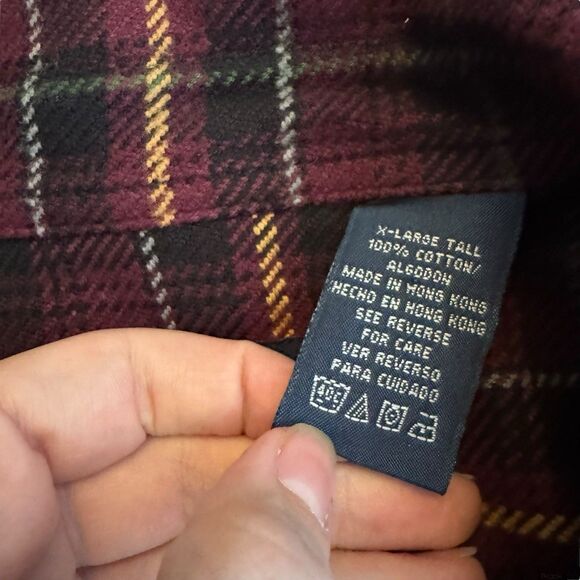 X-LARGE TALL
100% COTTON/
ALGODON
MADE IN HONG KONG
HECHO EN HONG KONG
SEE REVERSE
FOR CARE
VER REVERSO
PARA CUIDADO
40C